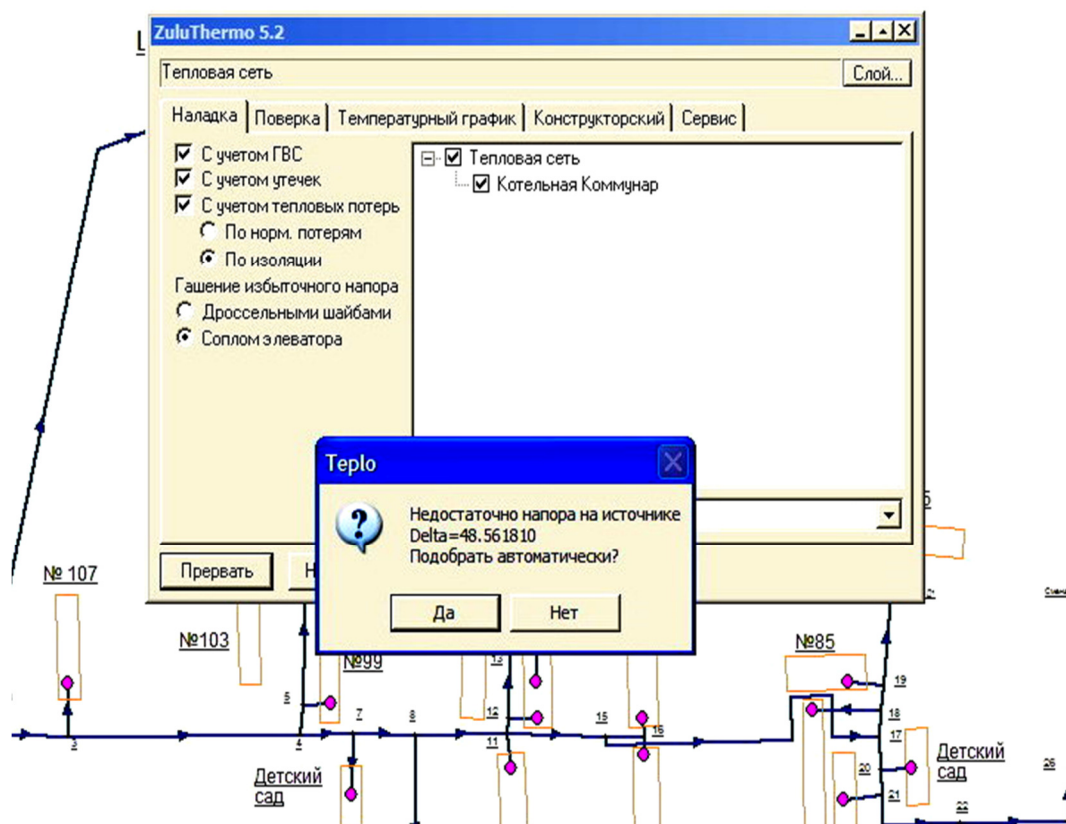 ZuluThermo 5.2
Тепловая сеть
Слой...
Наладка
Поверка
Температурный график
Конструкторский
Сервис
С учетом ГВС
С учетом утечек
С учетом тепловых потерь
По норм. потерям
По изоляции
Гашение избыточного напора
Дроссельными шайбами
Соплом элеватора
Тепловая сеть
Котельная Коммунар
Teplo
Недостаточно напора на источнике
Delta=48.561810
Подобрать автоматически?
Да
Нет
Прервать
№ 107
№103
№99
№85
13
5
7
8
12
11
15
16
3
4
19
18
17
20
21
22
26
Детский
сад
Детский
сад